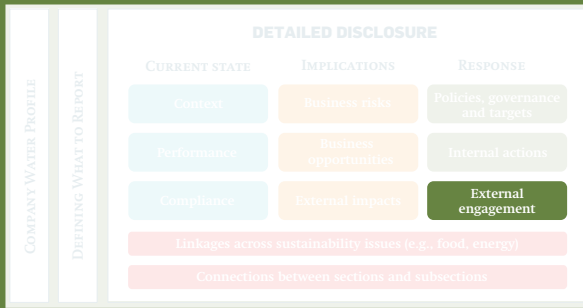 COMPANY WATER PROFILE
DEFINING WHAT TO REPORT
DETAILED DISCLOSURE
CURRENT STATE
IMPLICATIONS
RESPONSE
Context
Business risks
Policies, governance
and targets
Performance
Business
opportunities
Internal actions
Compliance
External impacts
External
engagement
Linkages across sustainability issues (e.g., food, energy)
Connections between sections and subsections